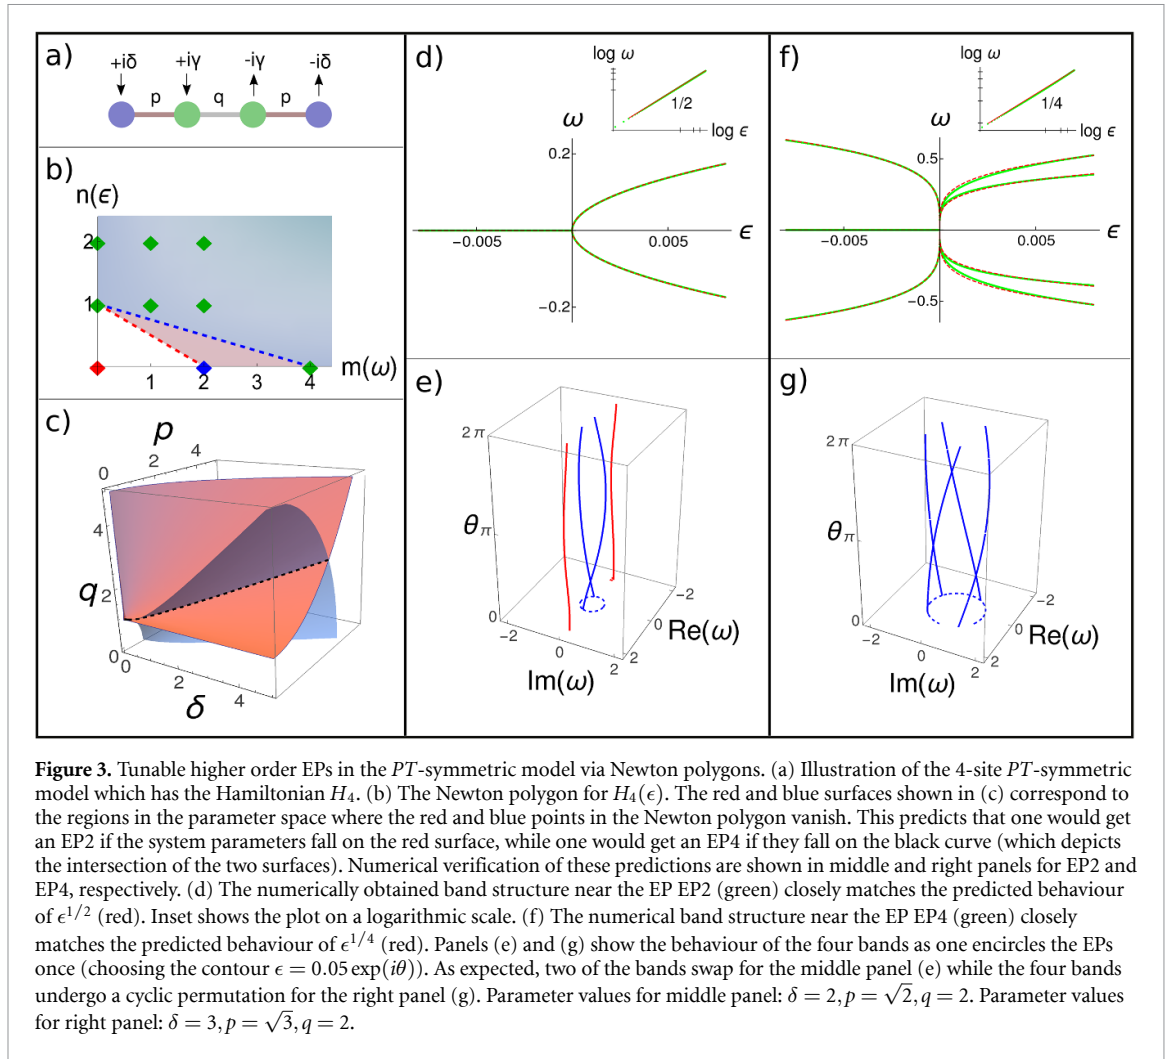 a)
+iδ +iγ -iγ -iδ
p q p
b)
n(ϵ)
2
1
1 2 3 4
m(ω)
c)
p
0 2 4
4
q 2
0
0 2 4
δ
d)
log ω
1/2
log ϵ
ω
0.2
−0.005 0.005 ϵ
−0.2
e)
2 π
θ π
0
−2 0 2
Im(ω)
−2
0
2
Re(ω)
f)
log ω
1/4
log ϵ
ω
0.5
−0.005 0.005 ϵ
−0.5
g)
2 π
θ π
0
−2 0 2
Im(ω)
−2
0
2
Re(ω)
Figure 3. Tunable higher order EPs in the PT-symmetric model via Newton polygons. (a) Illustration of the 4-site PT-symmetric
model which has the Hamiltonian H₄. (b) The Newton polygon for H₄(ϵ). The red and blue surfaces shown in (c) correspond to
the regions in the parameter space where the red and blue points in the Newton polygon vanish. This predicts that one would get
an EP2 if the system parameters fall on the red surface, while one would get an EP4 if they fall on the black curve (which depicts
the intersection of the two surfaces). Numerical verification of these predictions are shown in middle and right panels for EP2 and
EP4, respectively. (d) The numerically obtained band structure near the EP EP2 (green) closely matches the predicted behaviour
of ϵ^{1/2} (red). Inset shows the plot on a logarithmic scale. (f) The numerical band structure near the EP EP4 (green) closely
matches the predicted behaviour of ϵ^{1/4} (red). Panels (e) and (g) show the behaviour of the four bands as one encircles the EPs
once (choosing the contour ϵ = 0.05 exp(iθ)). As expected, two of the bands swap for the middle panel (e) while the four bands
undergo a cyclic permutation for the right panel (g). Parameter values for middle panel: δ = 2, p = √2, q = 2. Parameter values
for right panel: δ = 3, p = √3, q = 2.